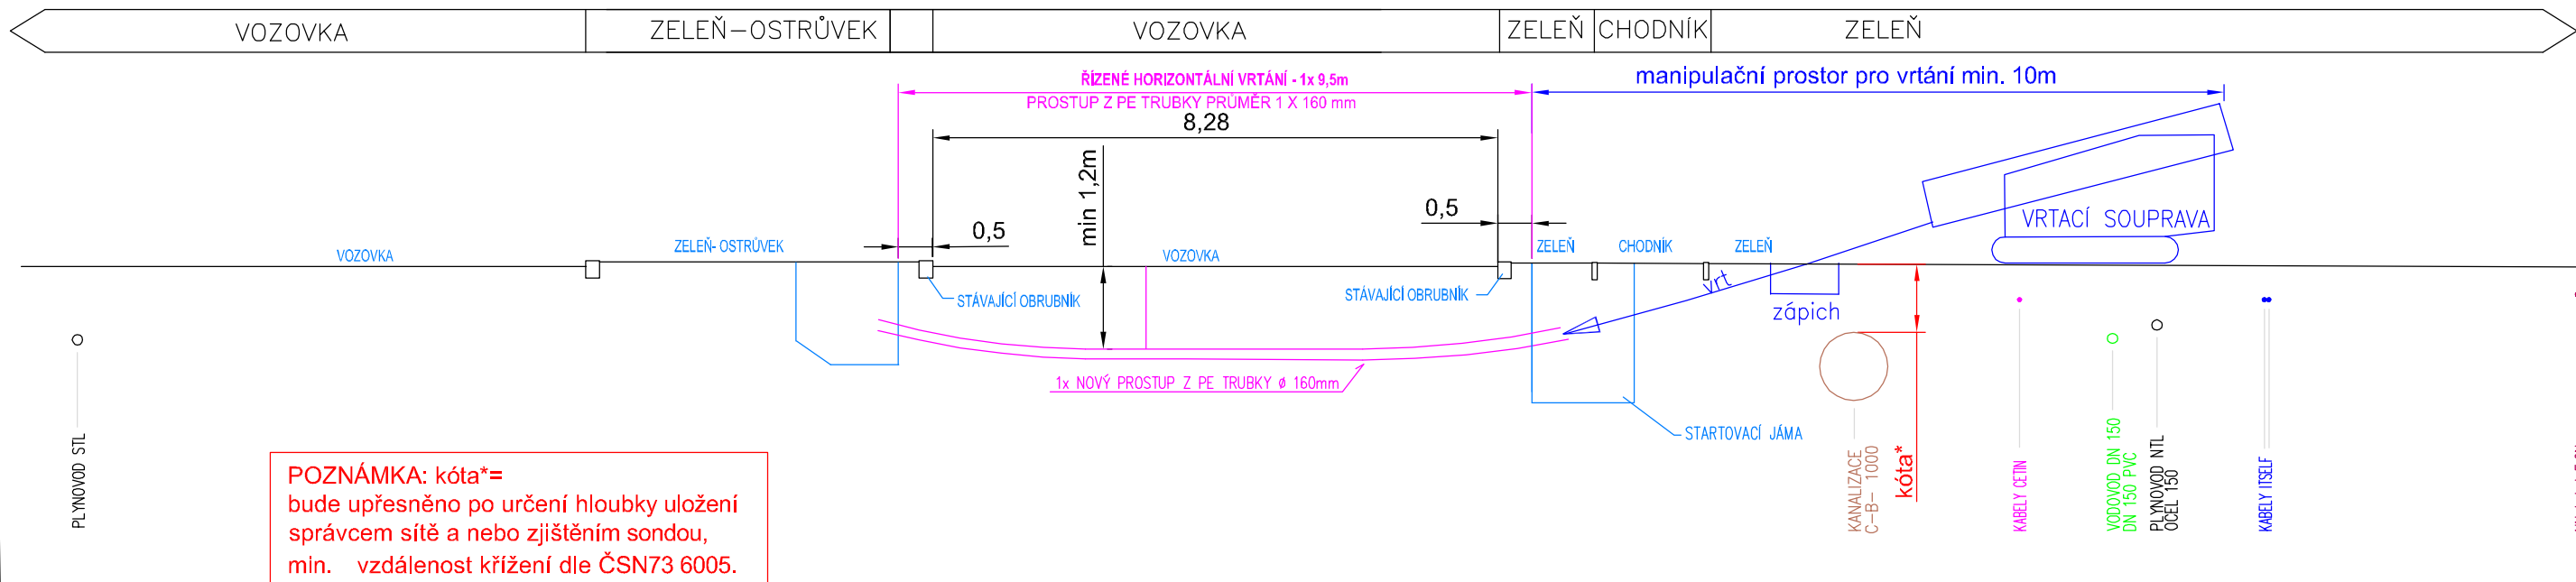 VOZOVKA
ZELEŇ-OSTRŮVEK
VOZOVKA
ZELEŇ
CHODNÍK
ZELEŇ
ŘÍZENÉ HORIZONTÁLNÍ VRTÁNÍ - 1x 9,5m
PROSTUP Z PE TRUBKY PRŮMĚR 1 X 160 mm
manipulační prostor pro vrtání min. 10m
8,28
min 1,2m
0,5
0,5
VRTACÍ SOUPRAVA
VOZOVKA
ZELEŇ- OSTRŮVEK
VOZOVKA
ZELEŇ
CHODNÍK
ZELEŇ
STÁVAJÍCÍ OBRUBNÍK
STÁVAJÍCÍ OBRUBNÍK
vrt
zápich
1x NOVÝ PROSTUP Z PE TRUBKY ø 160mm
STARTOVACÍ JÁMA
PLYNOVOD STL
KANALIZACE
C-B- 1000
kóta*
KABELY CETIN
VODOVOD DN 150
DN 150 PVC
PLYNOVOD NTL
OCEL 150
KABELY ITSELF
POZNÁMKA: kóta*=
bude upřesněno po určení hloubky uložení
správcem sítě a nebo zjištěním sondou,
min. vzdálenost křížení dle ČSN73 6005.